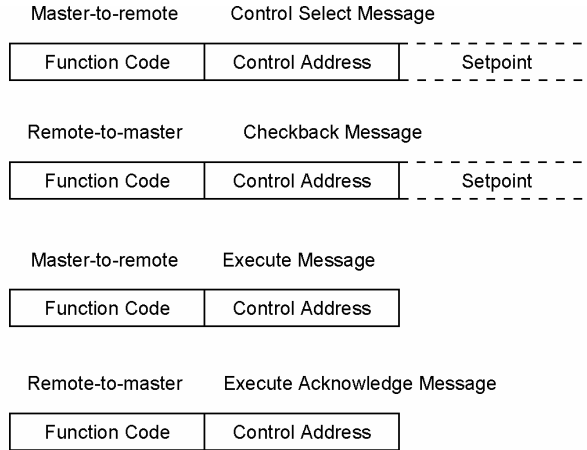 Master-to-remote Control Select Message
Function Code Control Address Setpoint
Remote-to-master Checkback Message
Function Code Control Address Setpoint
Master-to-remote Execute Message
Function Code Control Address
Remote-to-master Execute Acknowledge Message
Function Code Control Address